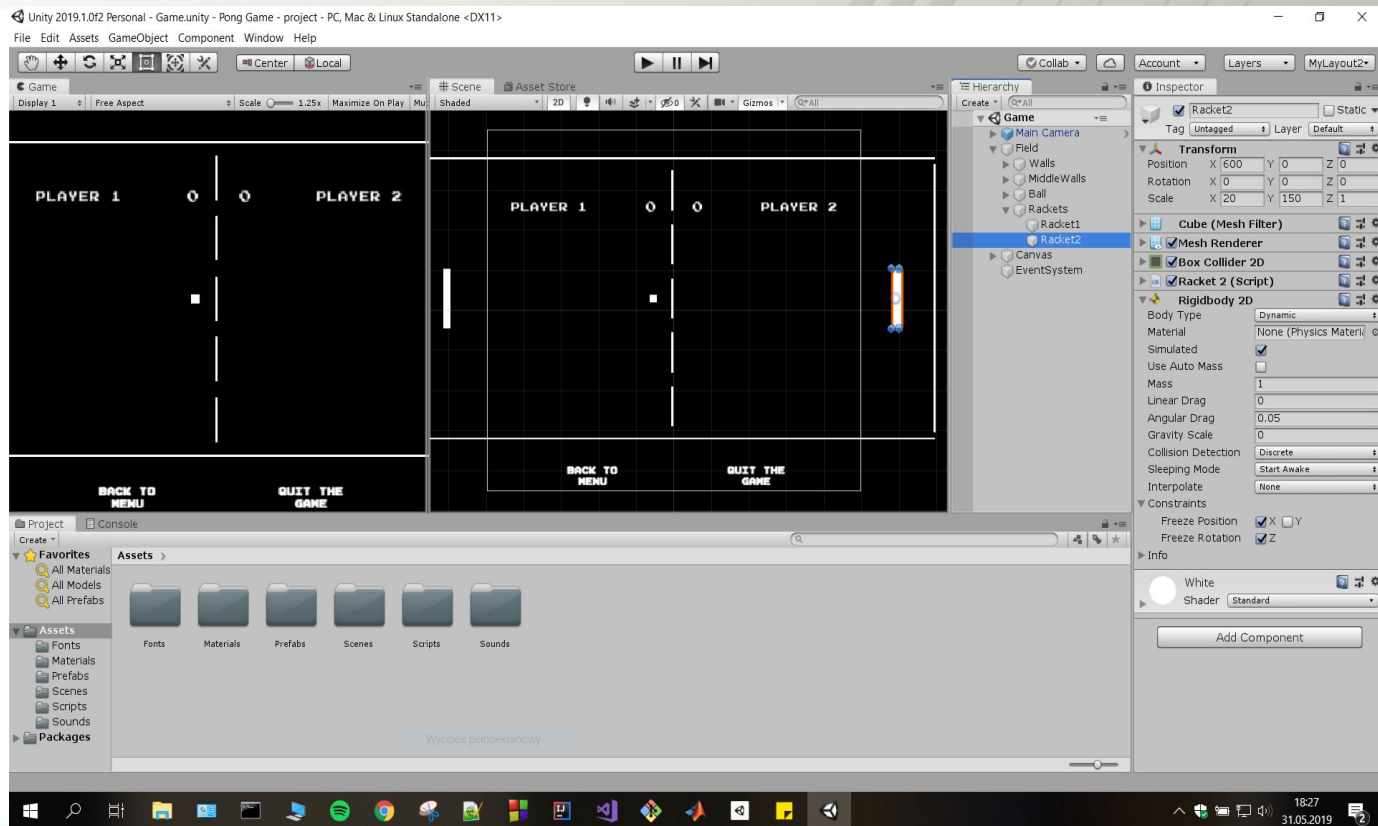 Unity 2019.1.0f2 Personal - Game.unity - Pong Game - project - PC, Mac & Linux Standalone <DX11>
File Edit Assets GameObject Component Window Help
Center Local Collab Account Layers MyLayout2
Game
Display 1 Free Aspect Scale 1.25x Maximize On Play Mu
PLAYER 1 0 0 PLAYER 2
BACK TO MENU
QUIT THE GAME
Scene Asset Store
Shaded 2D 0 Gizmos All
PLAYER 1 0 0 PLAYER 2
BACK TO MENU
QUIT THE GAME
Hierarchy
Create All
Game
Main Camera
Field
Walls
MiddleWalls
Ball
Rackets
Racket1
Racket2
Canvas
EventSystem
Inspector
Racket2 Static
Tag Untagged Layer Default
Transform
Position X 600 Y 0 Z 0
Rotation X 0 Y 0 Z 0
Scale X 20 Y 150 Z 1
Cube (Mesh Filter)
Mesh Renderer
Box Collider 2D
Racket 2 (Script)
Rigidbody 2D
Body Type Dynamic
Material None (Physics Materi
Simulated
Use Auto Mass
Mass 1
Linear Drag 0
Angular Drag 0.05
Gravity Scale 0
Collision Detection Discrete
Sleeping Mode Start Awake
Interpolate None
Constraints
Freeze Position X Y
Freeze Rotation Z
Info
White
Shader Standard
Add Component
Project Console
Create
Favorites
All Materials
All Models
All Prefabs
Assets
Fonts
Materials
Prefabs
Scenes
Scripts
Sounds
Packages
Assets
Fonts Materials Prefabs Scenes Scripts Sounds
Wycinek pełnoekranowy
18:27
31.05.2019
2